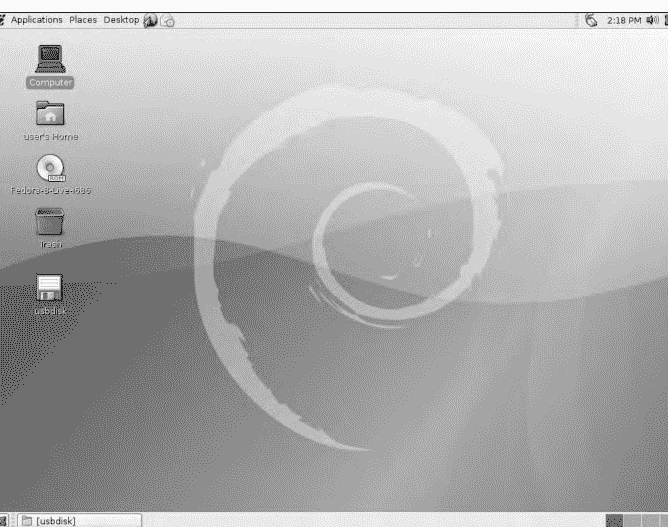 Applications Places Desktop 2:18 PM
Computer
user's Home
Fedora-8-Live-i686
Trash
usbdisk
[usbdisk]